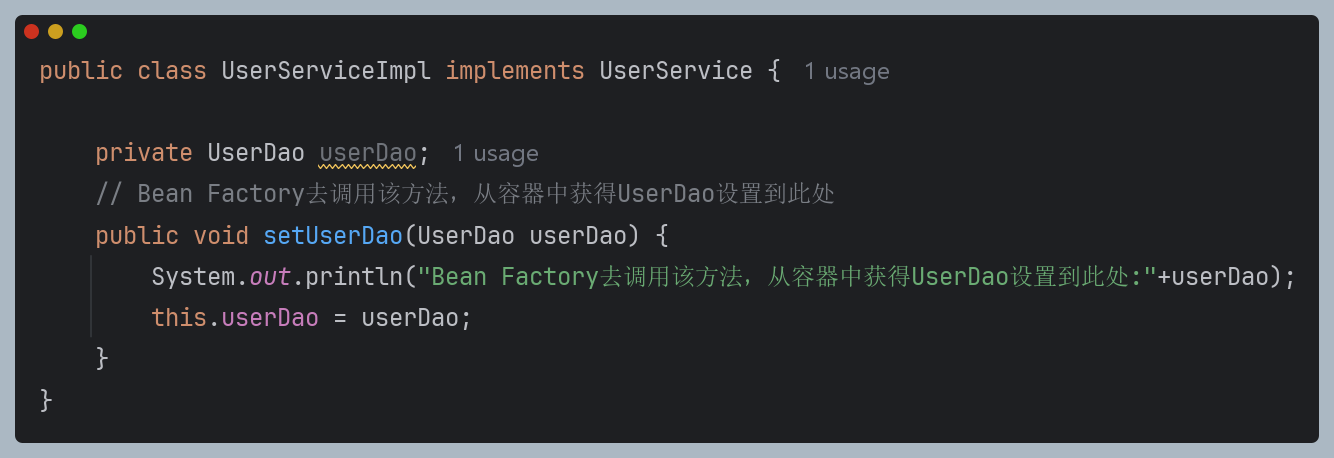 public class UserServiceImpl implements UserService {  1 usage
private UserDao userDao;  1 usage
// Bean Factory去调用该方法，从容器中获得UserDao设置到此处
public void setUserDao(UserDao userDao) {
System.out.println("Bean Factory去调用该方法，从容器中获得UserDao设置到此处:"+userDao);
this.userDao = userDao;
}
}